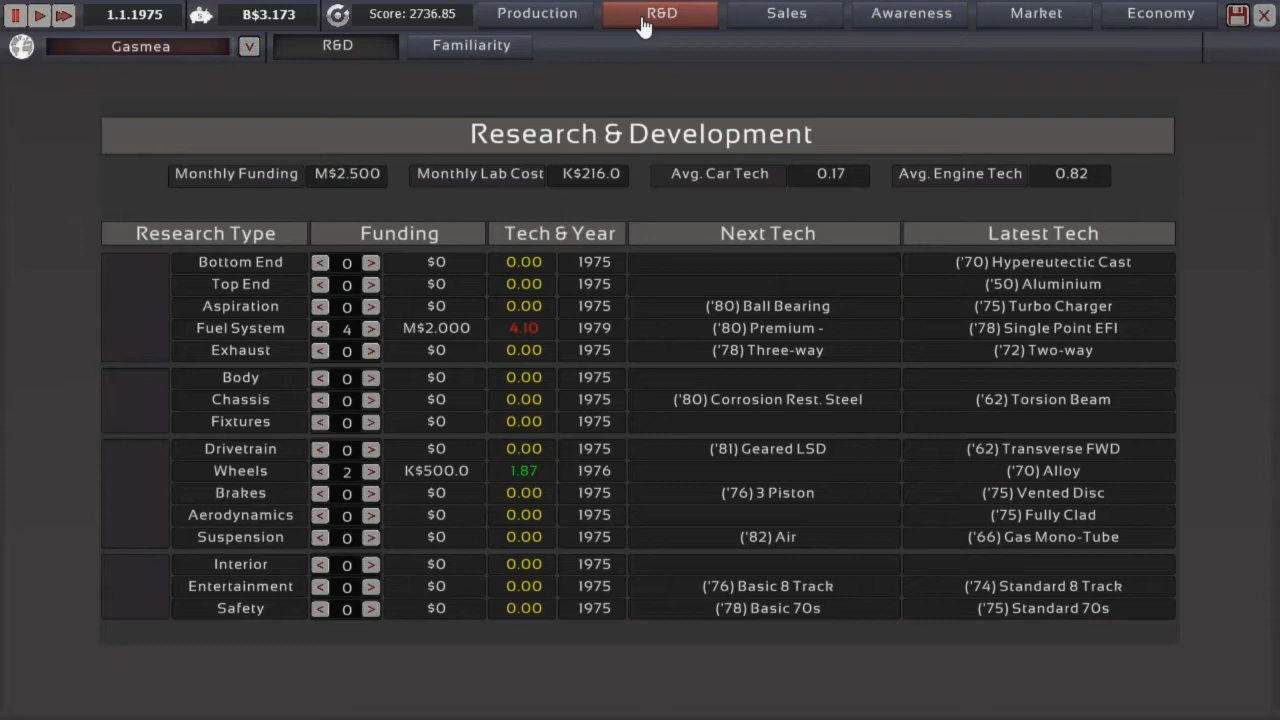 1.1.1975 B$3.173 Score: 2736.85 Production R&D Sales Awareness Market Economy
Gasmea V R&D Familiarity
Research & Development
Monthly Funding M$2.500 Monthly Lab Cost K$216.0 Avg. Car Tech 0.17 Avg. Engine Tech 0.82
Research Type Funding Tech & Year Next Tech Latest Tech
Bottom End < 0 > $0 0.00 1975 ('70) Hypereutectic Cast
Top End < 0 > $0 0.00 1975 ('50) Aluminium
Aspiration < 0 > $0 0.00 1975 ('80) Ball Bearing ('75) Turbo Charger
Fuel System < 4 > M$2.000 4.10 1979 ('80) Premium - ('78) Single Point EFI
Exhaust < 0 > $0 0.00 1975 ('78) Three-way ('72) Two-way
Body < 0 > $0 0.00 1975
Chassis < 0 > $0 0.00 1975 ('80) Corrosion Rest. Steel ('62) Torsion Beam
Fixtures < 0 > $0 0.00 1975
Drivetrain < 0 > $0 0.00 1975 ('81) Geared LSD ('62) Transverse FWD
Wheels < 2 > K$500.0 1.87 1976 ('70) Alloy
Brakes < 0 > $0 0.00 1975 ('76) 3 Piston ('75) Vented Disc
Aerodynamics < 0 > $0 0.00 1975 ('75) Fully Clad
Suspension < 0 > $0 0.00 1975 ('82) Air ('66) Gas Mono-Tube
Interior < 0 > $0 0.00 1975
Entertainment < 0 > $0 0.00 1975 ('76) Basic 8 Track ('74) Standard 8 Track
Safety < 0 > $0 0.00 1975 ('78) Basic 70s ('75) Standard 70s